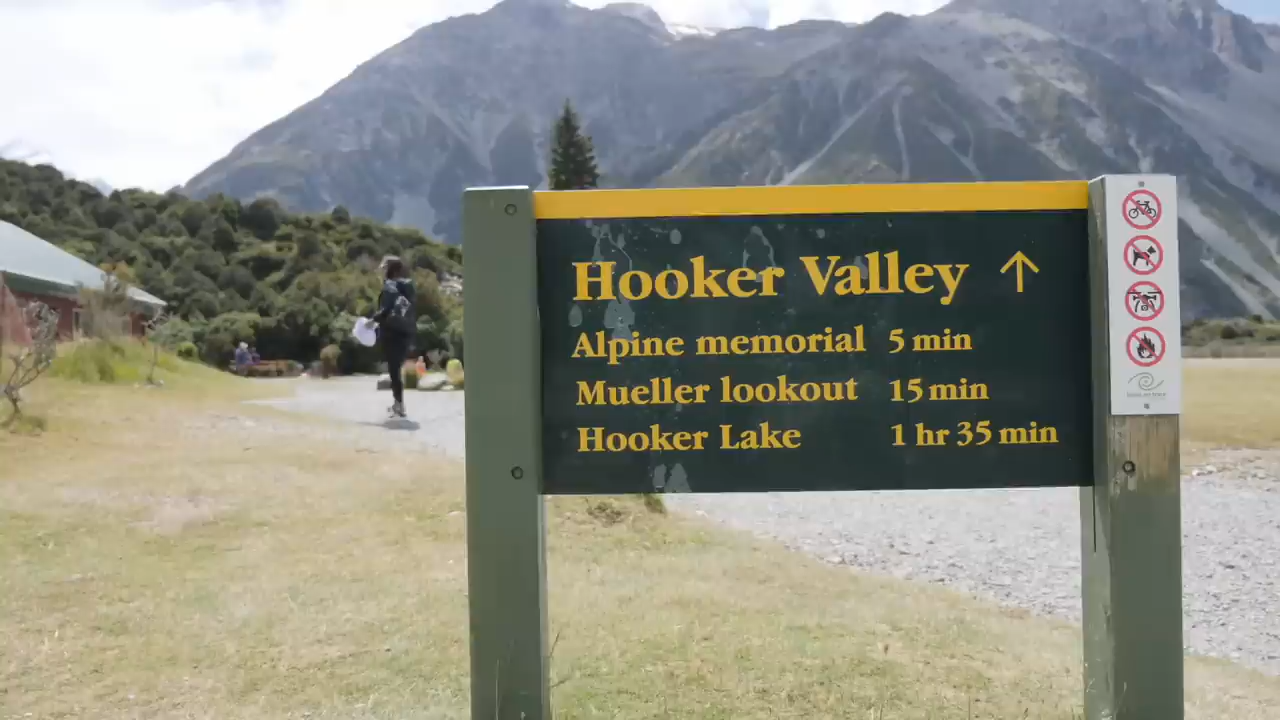 Hooker Valley ↑
Alpine memorial 5 min
Mueller lookout 15 min
Hooker Lake 1 hr 35 min